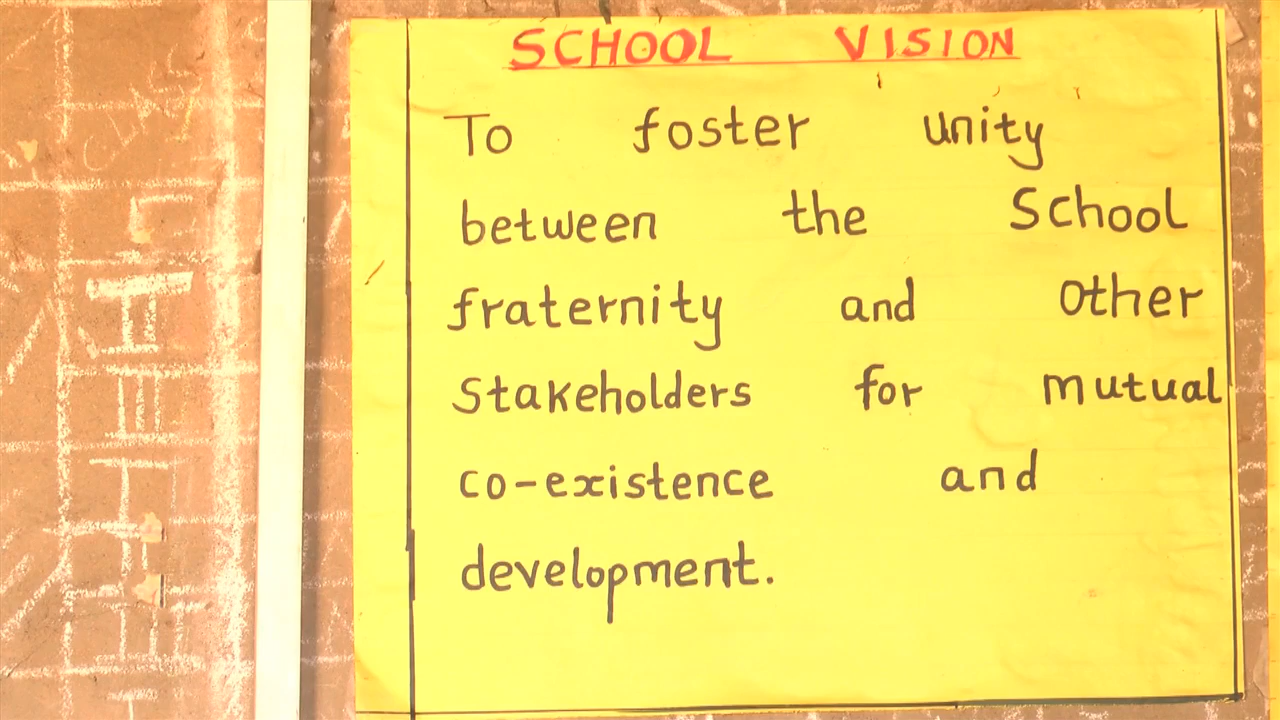 SCHOOL VISION
To foster unity
between the School
fraternity and Other
Stakeholders for mutual
co-existence and
development.